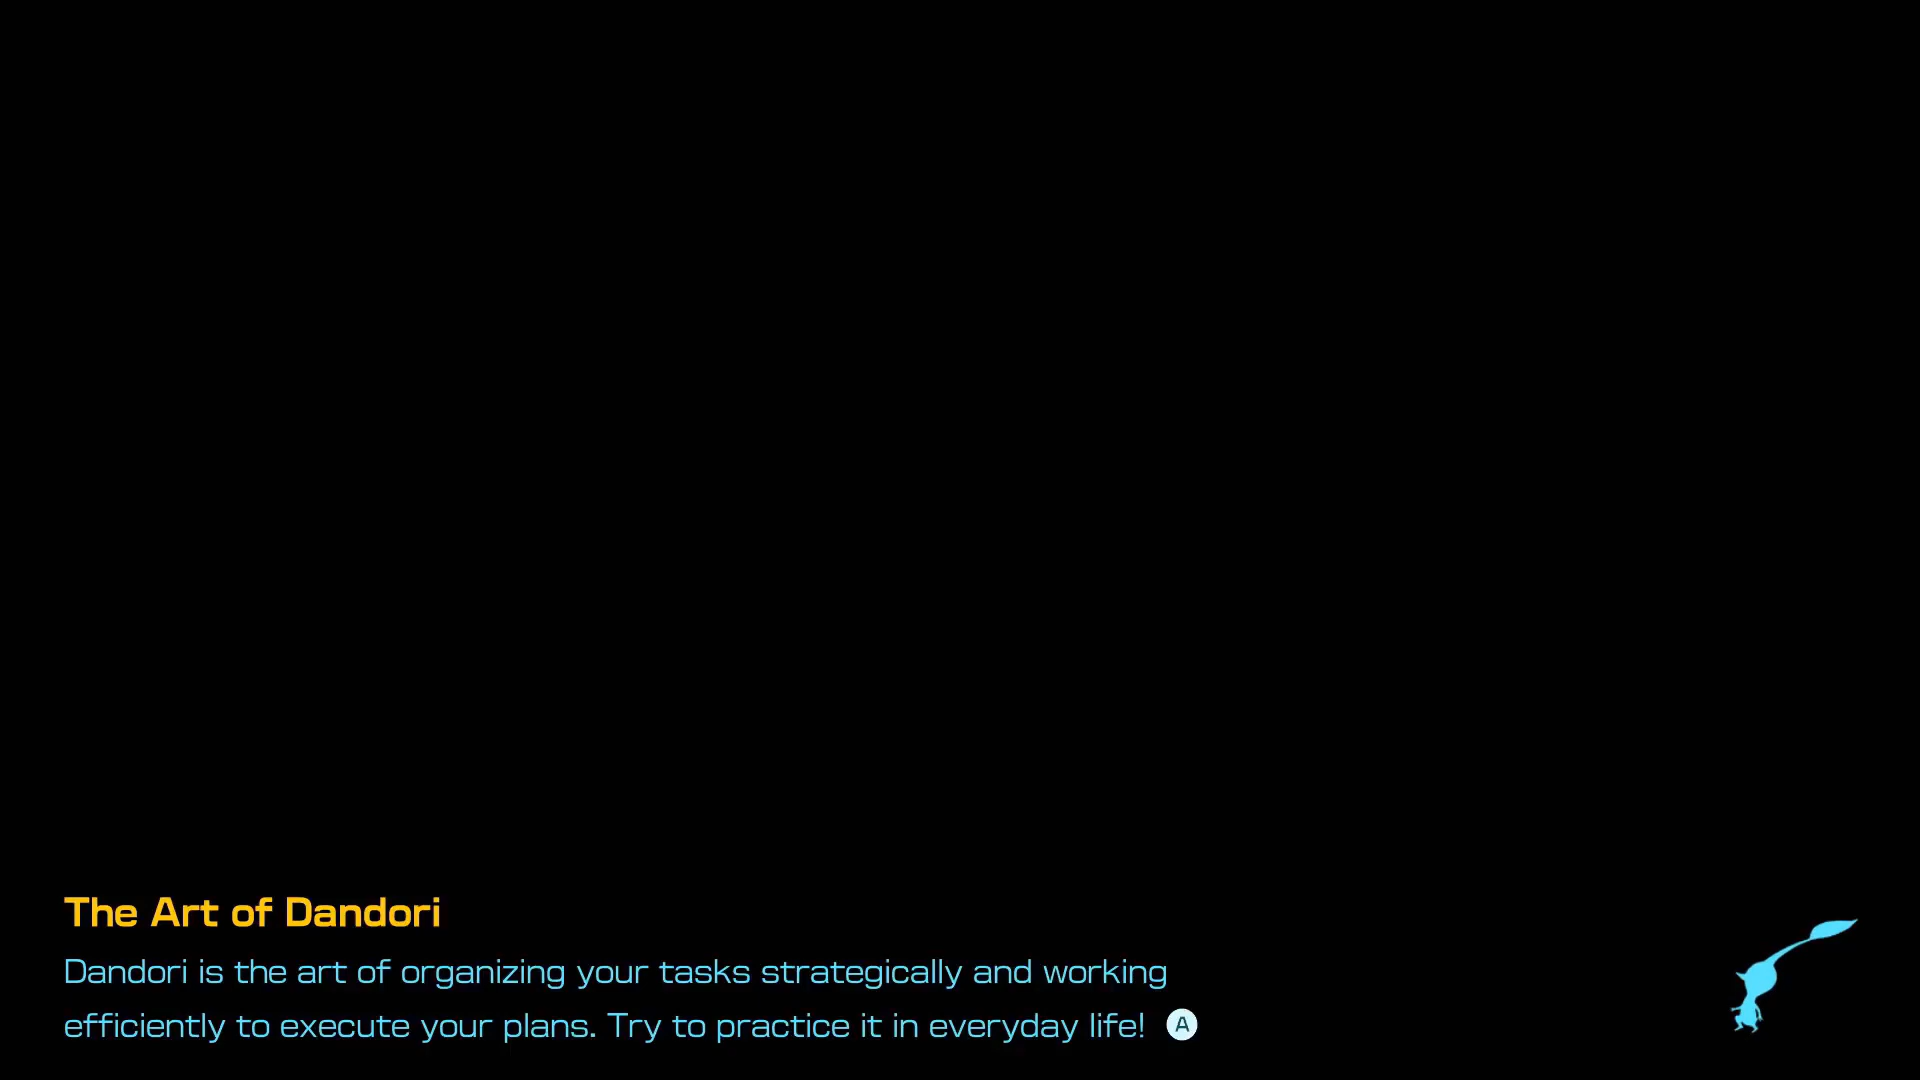 The Art of Dandori
Dandori is the art of organizing your tasks strategically and working
efficiently to execute your plans. Try to practice it in everyday life! A